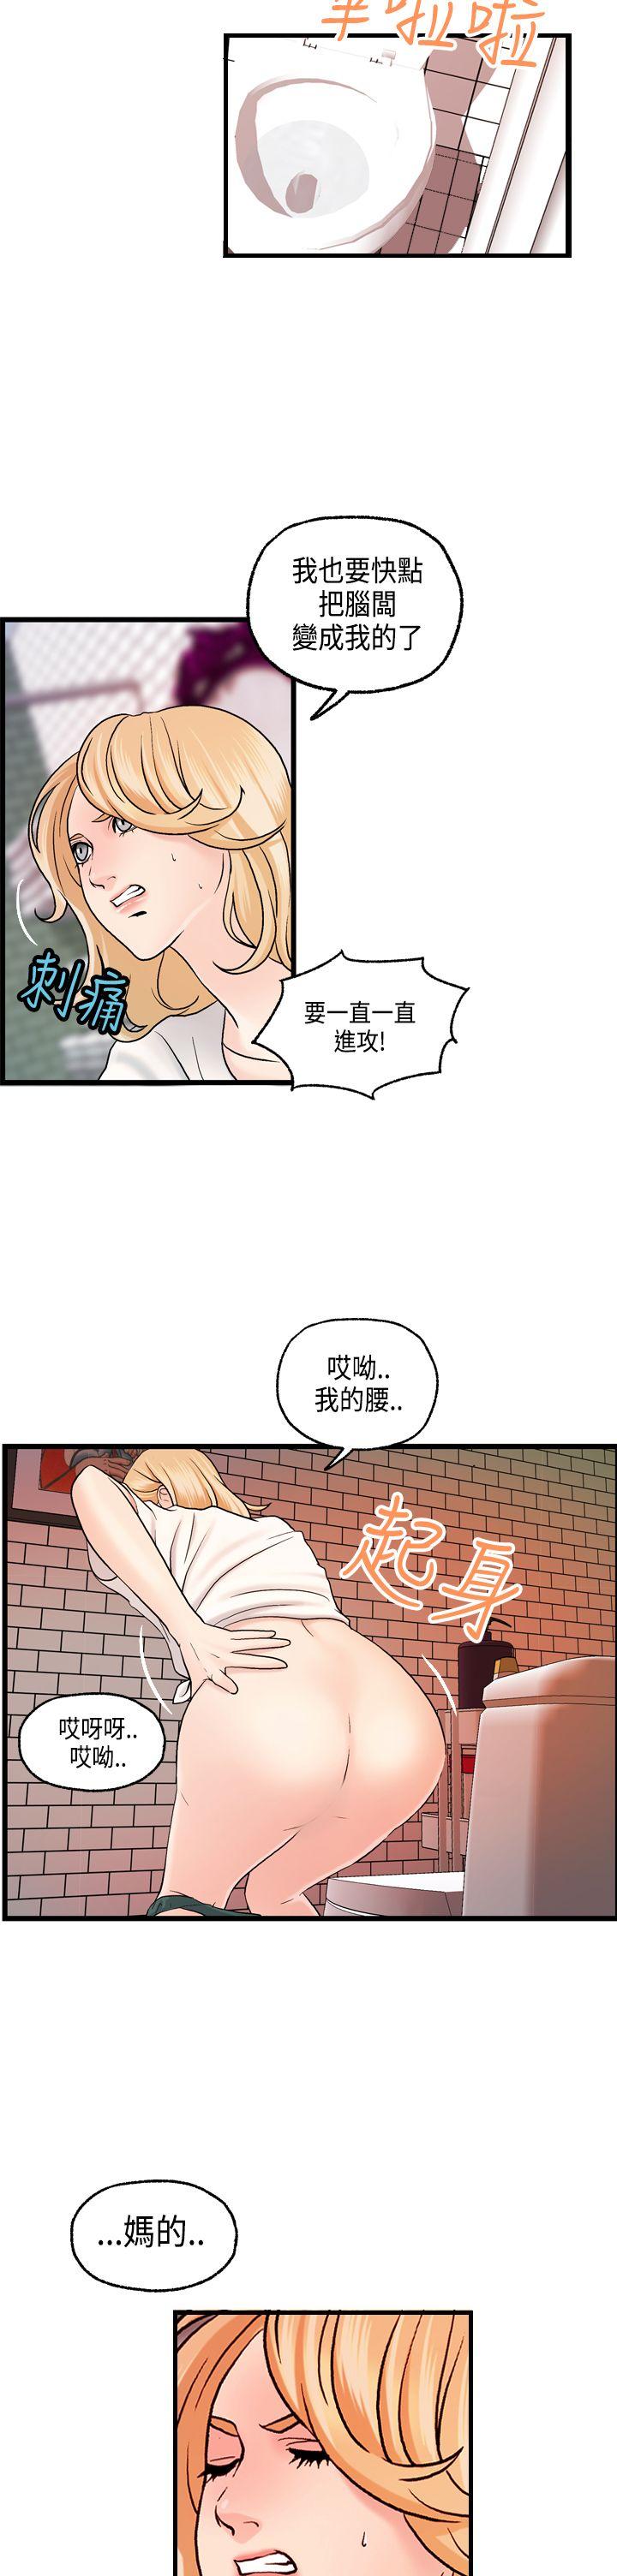 啦啦
我也要快點
把腦闆
變成我的了
刺痛
要一直一直
進攻!
哎呦..
我的腰..
起身
哎呀呀..
哎呦..
...媽的..